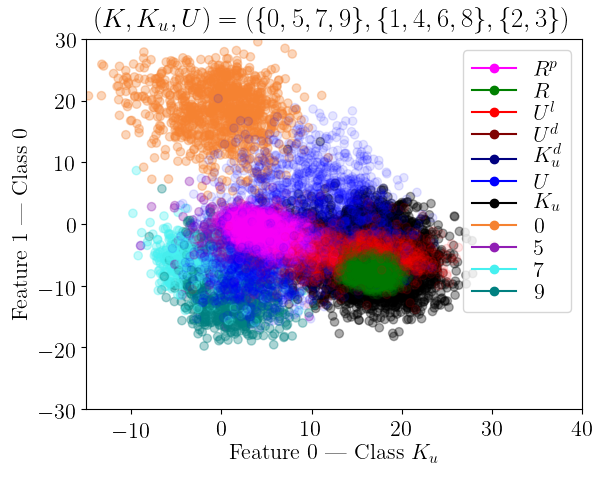 (K, K_u, U) = ({0, 5, 7, 9}, {1, 4, 6, 8}, {2, 3})
30
20
10
0
−10
−20
−30
Feature 1 — Class 0
R^p
R
U^l
U^d
K_u^d
U
K_u
0
5
7
9
−10
0
10
20
30
40
Feature 0 — Class K_u